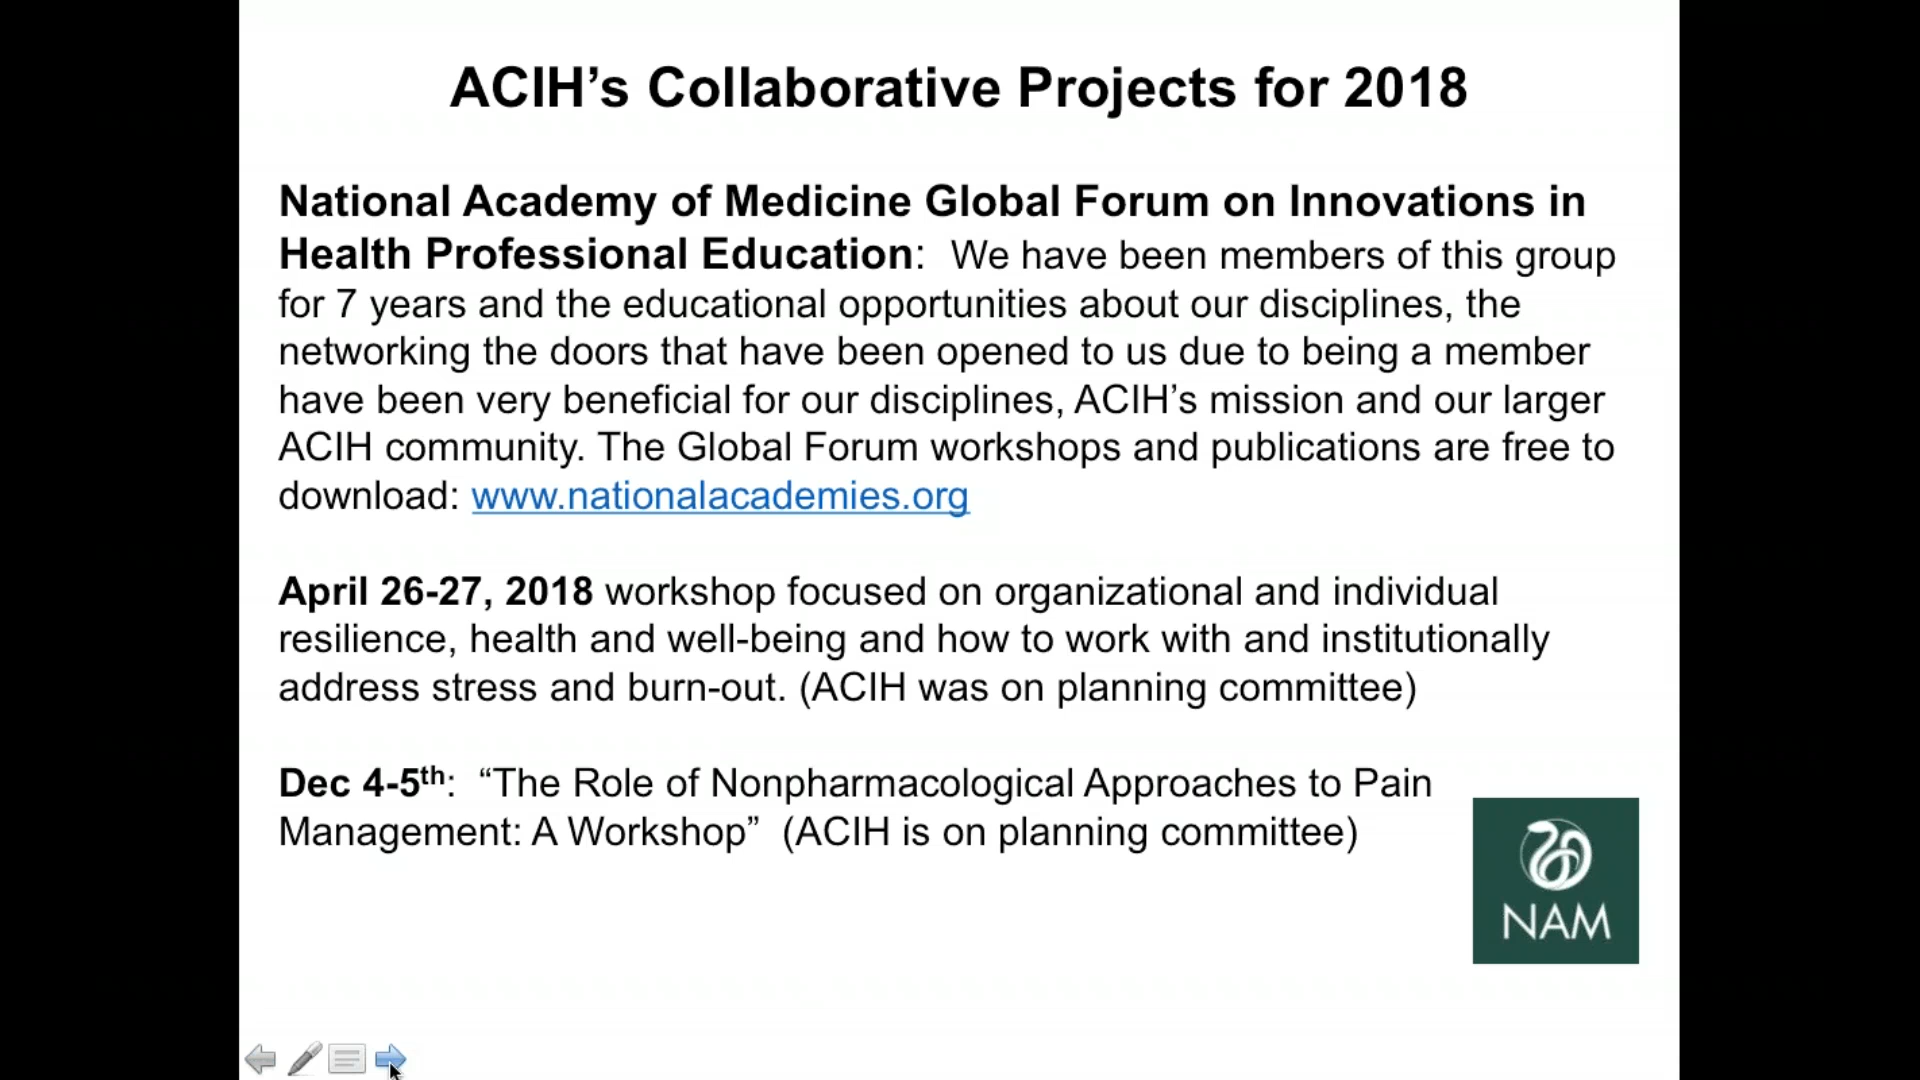 ACIH’s Collaborative Projects for 2018
National Academy of Medicine Global Forum on Innovations in
Health Professional Education:  We have been members of this group
for 7 years and the educational opportunities about our disciplines, the
networking the doors that have been opened to us due to being a member
have been very beneficial for our disciplines, ACIH’s mission and our larger
ACIH community. The Global Forum workshops and publications are free to
download: www.nationalacademies.org
April 26-27, 2018 workshop focused on organizational and individual
resilience, health and well-being and how to work with and institutionally
address stress and burn-out. (ACIH was on planning committee)
Dec 4-5th:  “The Role of Nonpharmacological Approaches to Pain
Management: A Workshop”  (ACIH is on planning committee)
NAM